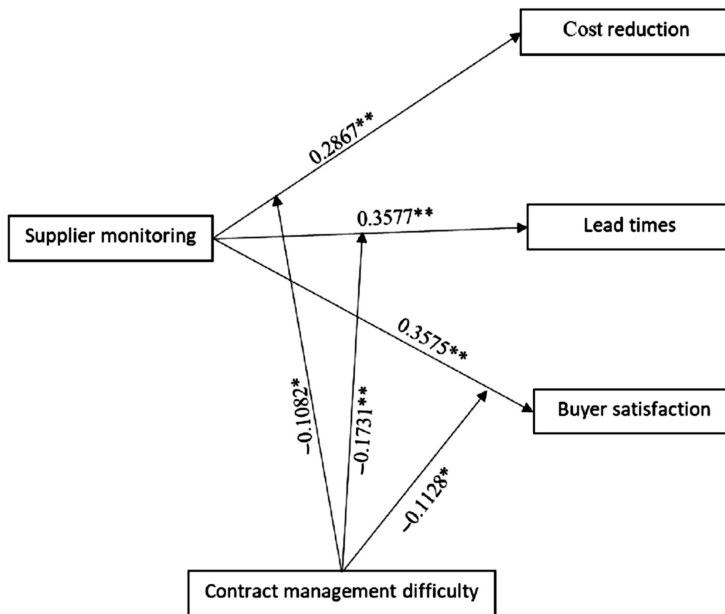 Cost reduction
0.2867**
0.3577**
Supplier monitoring
Lead times
0.3575**
−0.1082*
−0.1731**
Buyer satisfaction
−0.1128*
Contract management difficulty